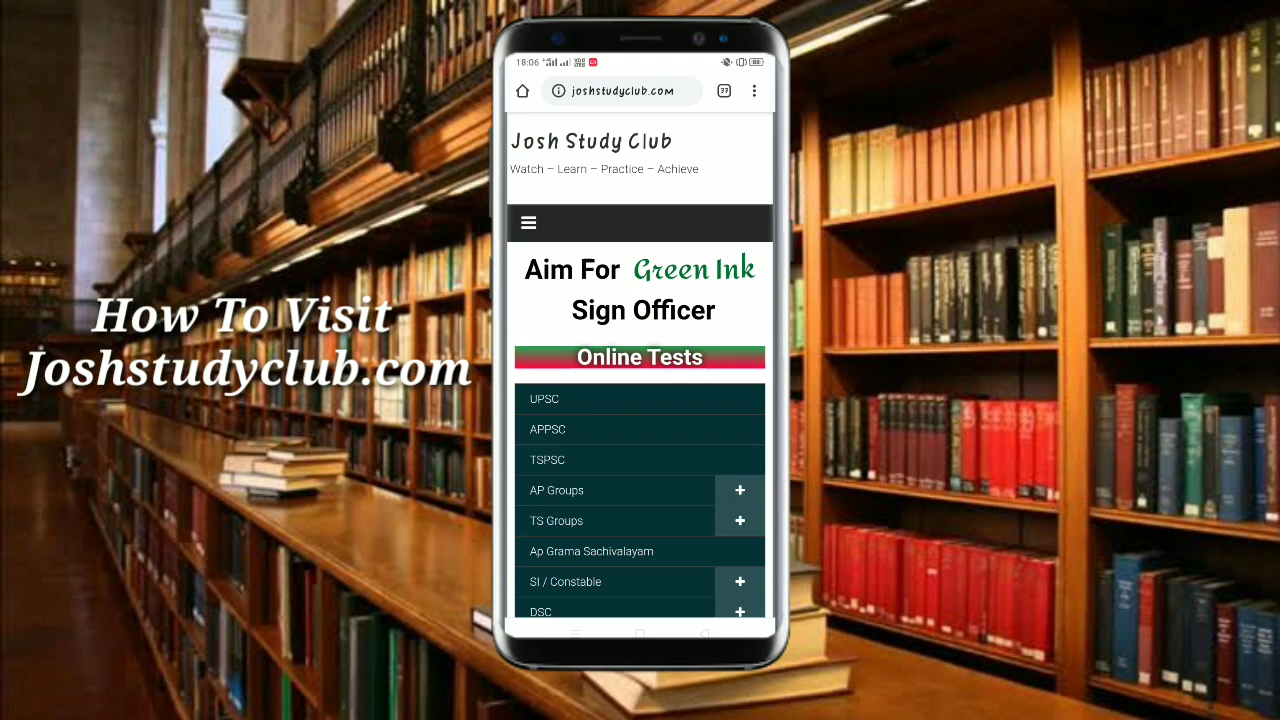 How To Visit
Joshstudyclub.com
18:06
joshstudyclub.com
37
Josh Study Club
Watch – Learn – Practice – Achieve
Aim For Green Ink
Sign Officer
Online Tests
UPSC
APPSC
TSPSC
AP Groups +
TS Groups +
Ap Grama Sachivalayam
SI / Constable +
DSC +